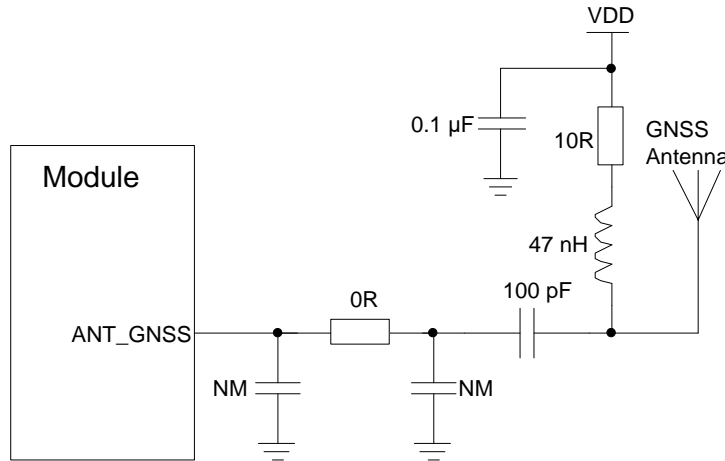 VDD
0.1 µF
10R
GNSS
Antenna
Module
47 nH
0R
100 pF
ANT_GNSS
NM
NM